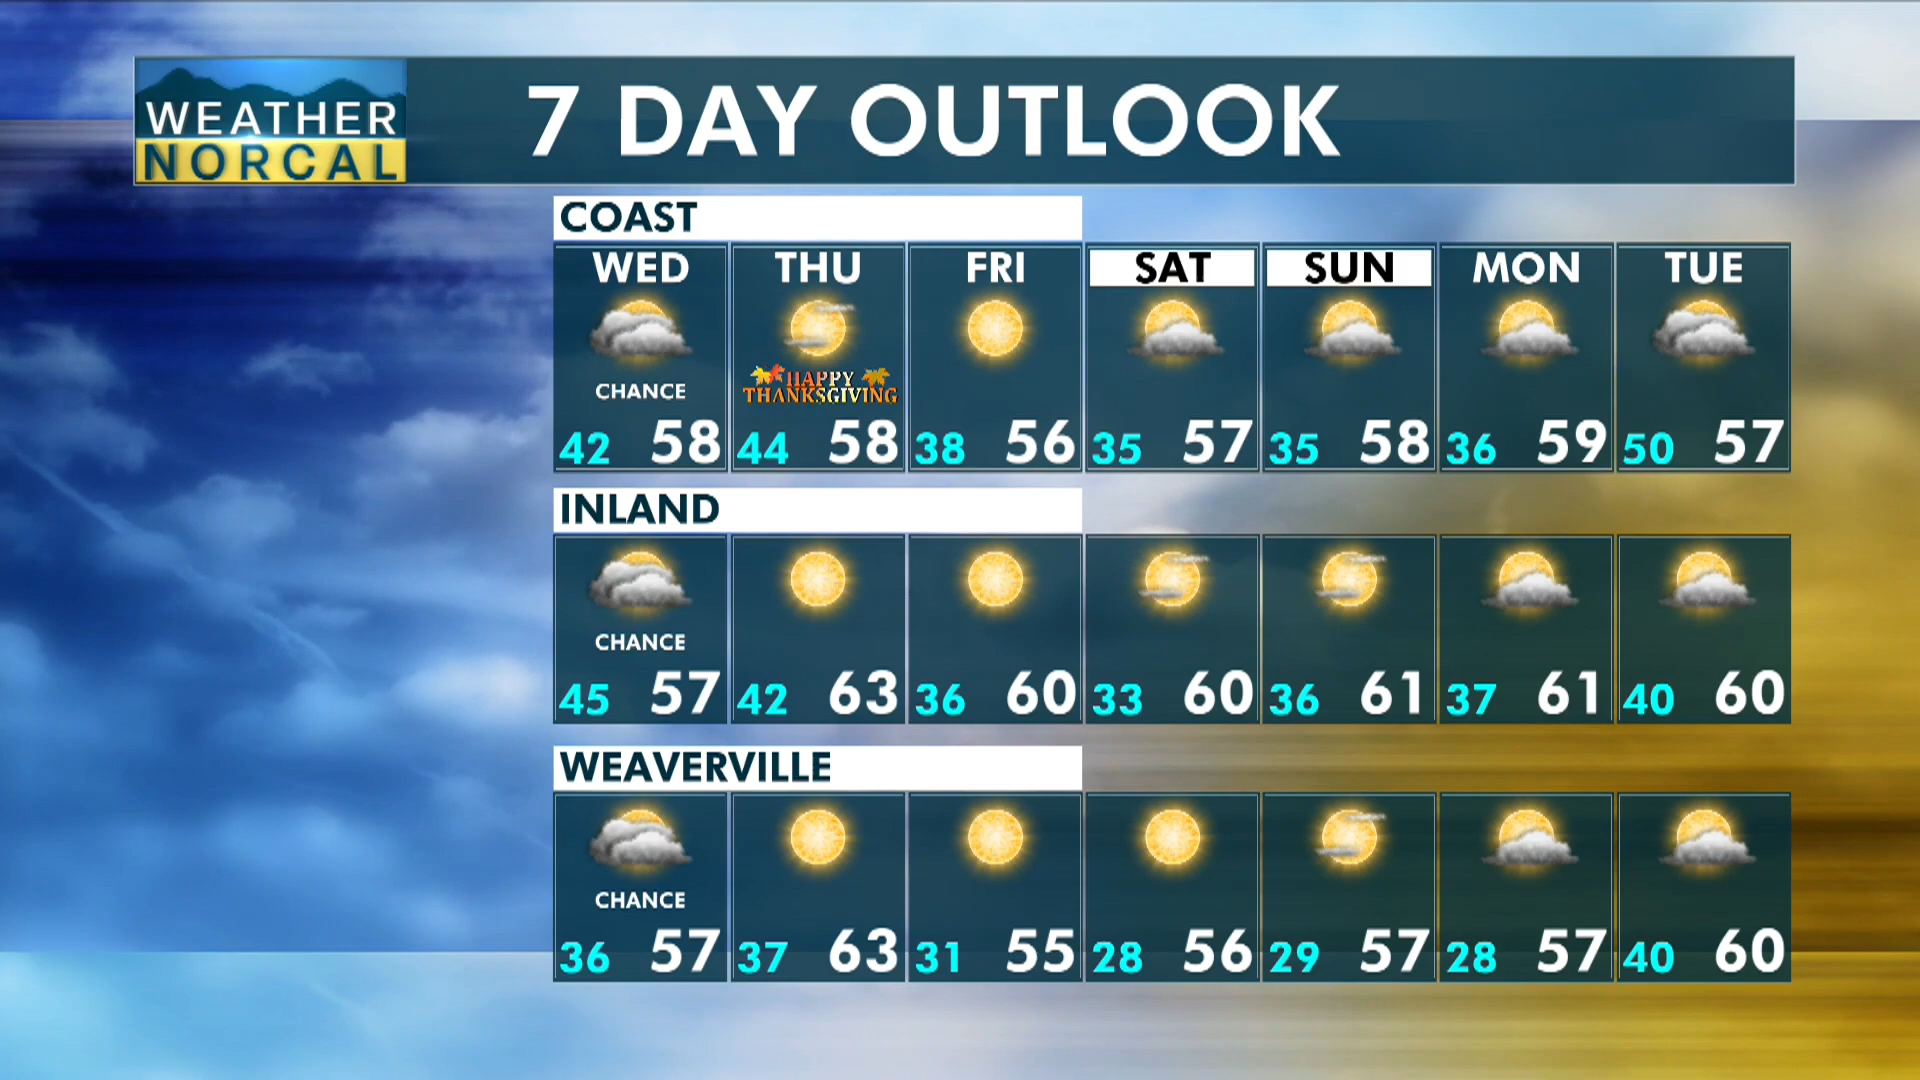 WEATHER
NORCAL
7 DAY OUTLOOK
COAST
WED THU FRI SAT SUN MON TUE
HAPPY
THANKSGIVING
CHANCE
42 58 44 58 38 56 35 57 35 58 36 59 50 57
INLAND
CHANCE
45 57 42 63 36 60 33 60 36 61 37 61 40 60
WEAVERVILLE
CHANCE
36 57 37 63 31 55 28 56 29 57 28 57 40 60